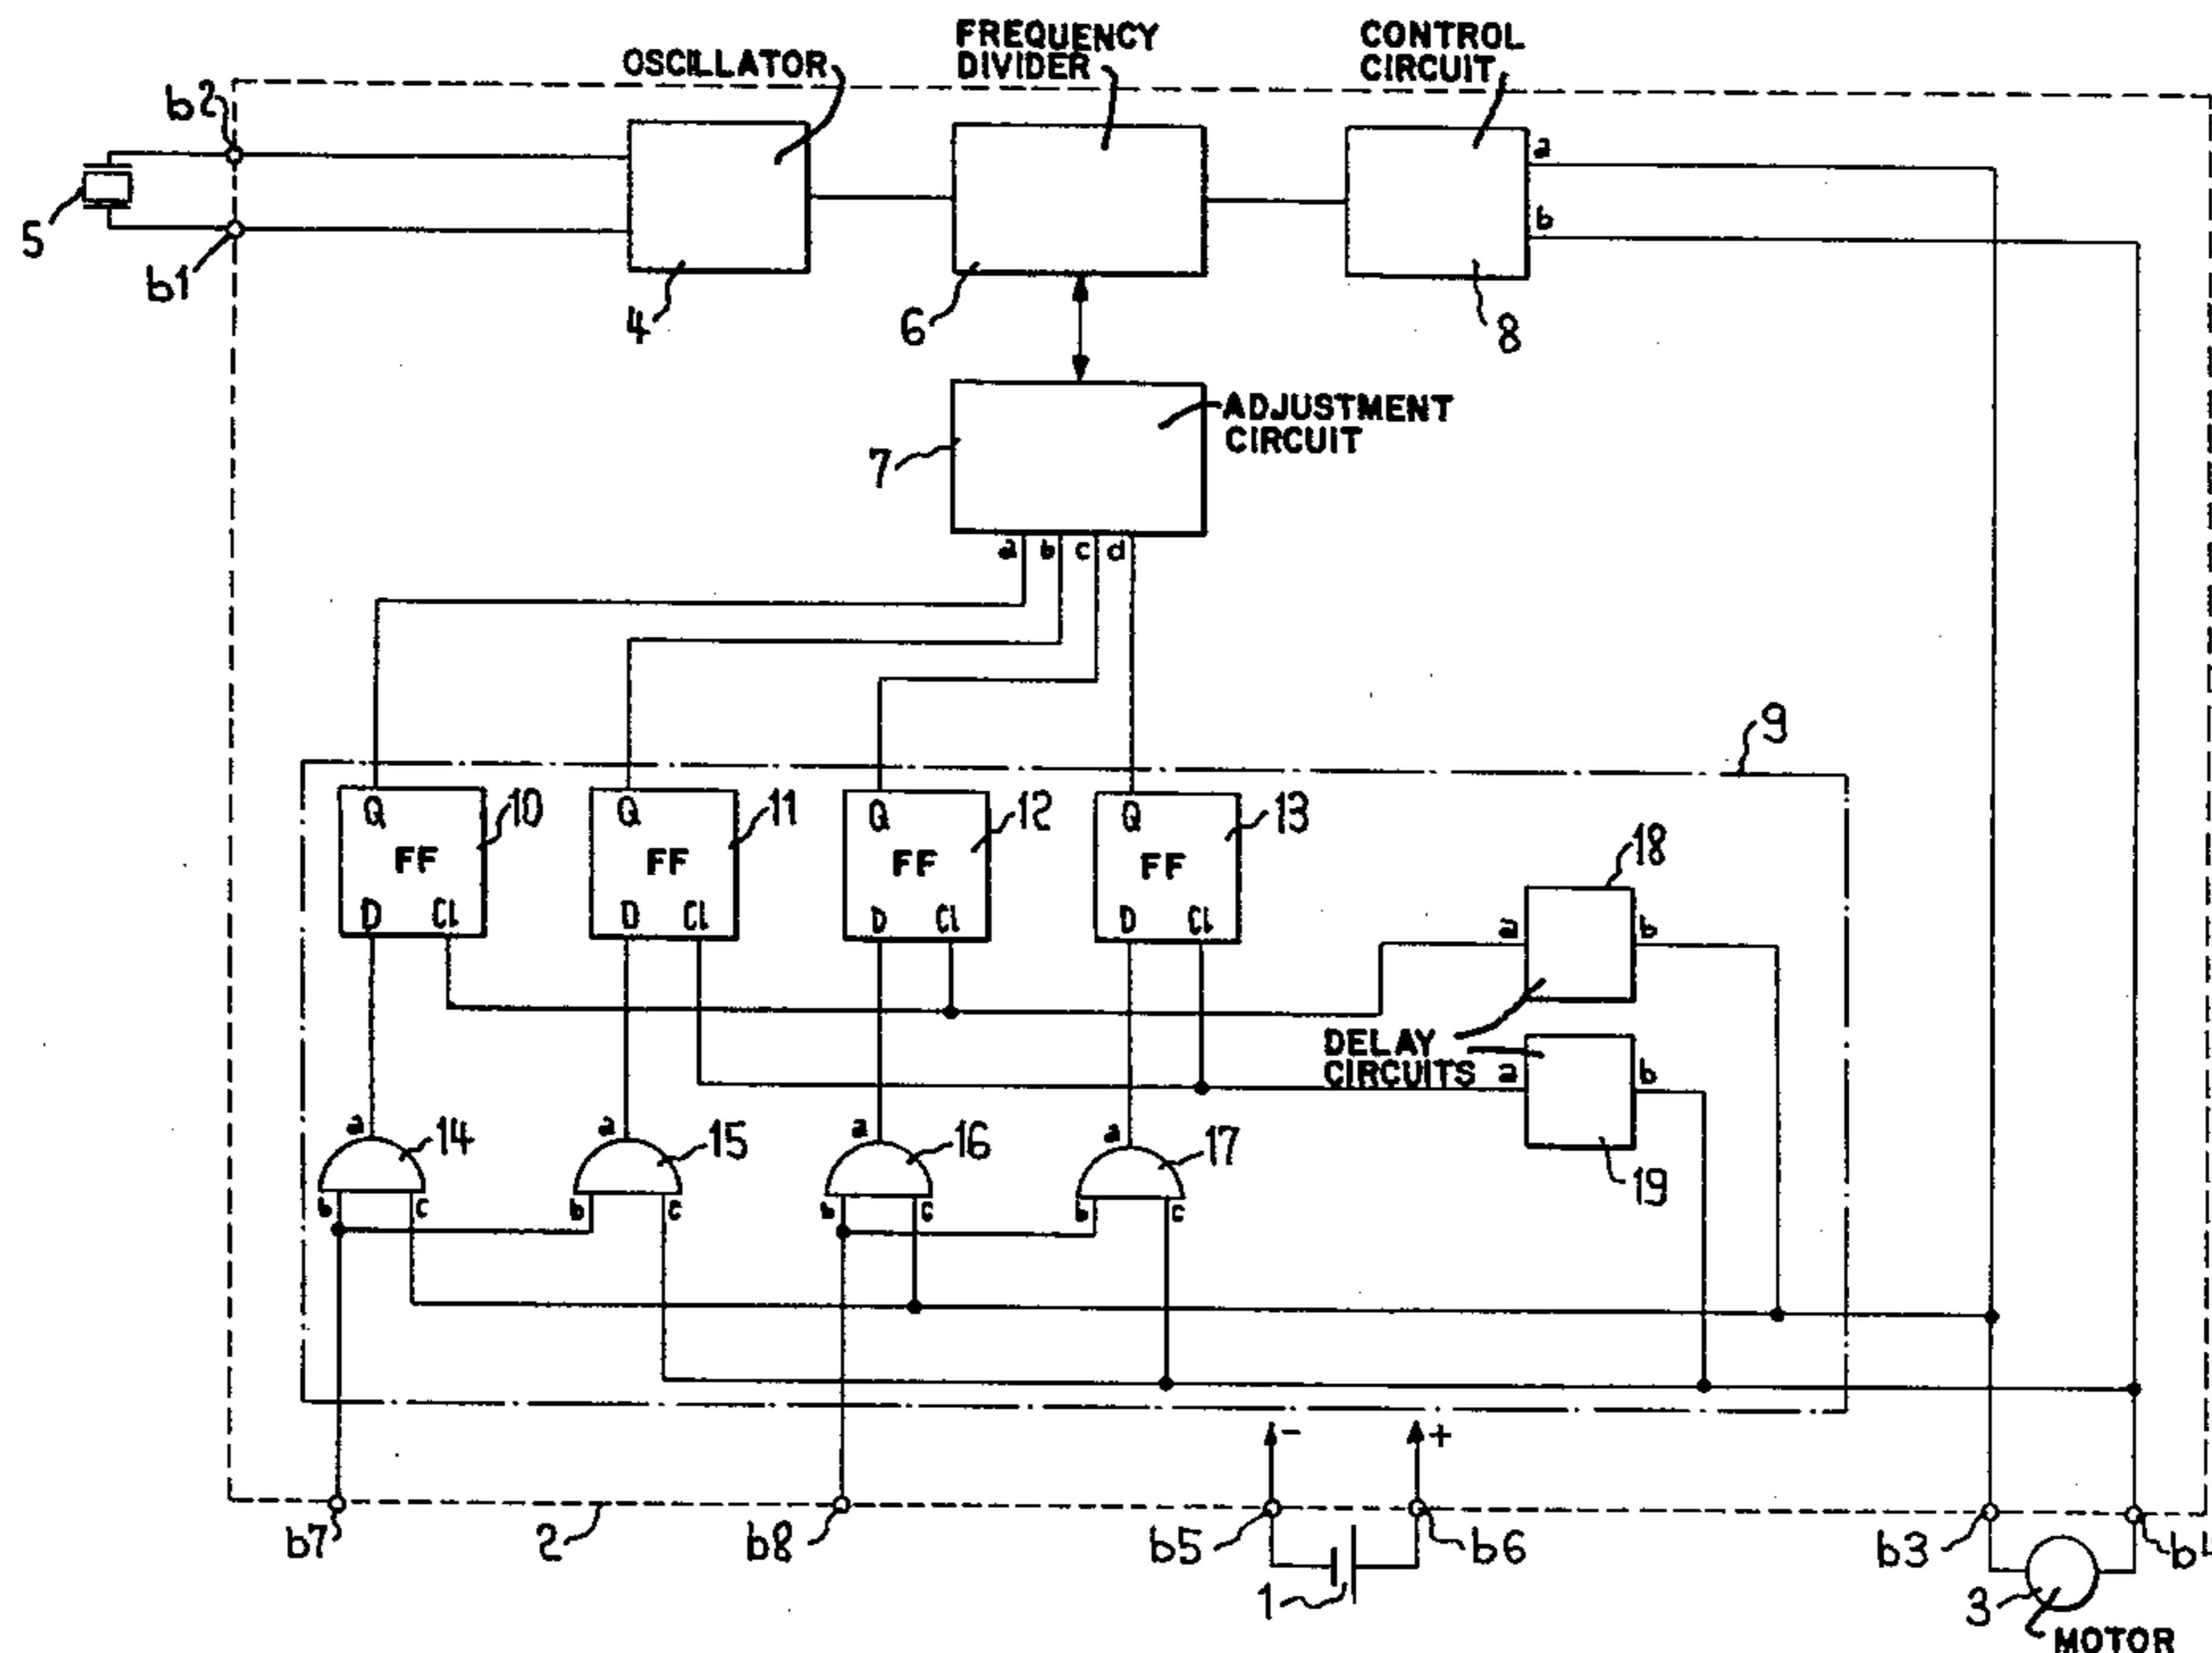 FREQUENCY
DIVIDER
CONTROL
CIRCUIT
OSCILLATOR
b2
a
5
b
b1
4
6
8
7
ADJUSTMENT
CIRCUIT
a b c d
9
Q Q Q Q
10 11 12 13
FF FF FF FF
D CL D CL D CL D CL
18
a b
DELAY
CIRCUITS
a b
19
a 14 a 15 a 16 a 17
b c b c b c b c
- +
b7 2 b8 b5 b6 b3
1
3
MOTOR